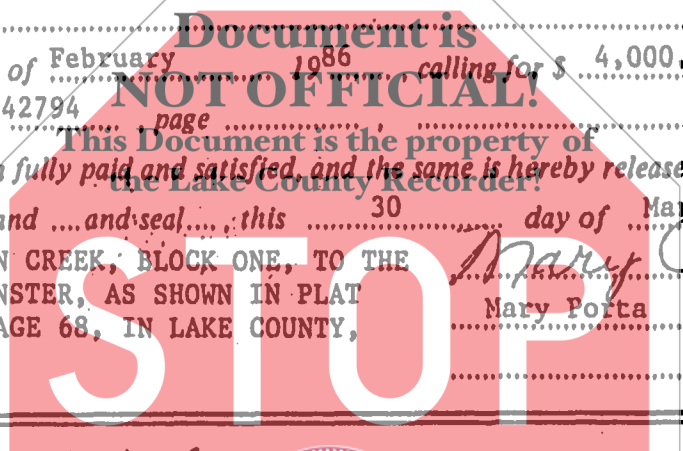 Document is
of February 1986 calling for $ 4,000.
NOT OFFICIAL!
42794 page
This Document is the property of
fully paid and satisfied, and the same is hereby release
the Lake County Recorder!
and .... and seal...., this 30 day of Mar
N CREEK, BLOCK ONE, TO THE Mary
NSTER, AS SHOWN IN PLAT
Mary Porta
AGE 68, IN LAKE COUNTY,
STOP